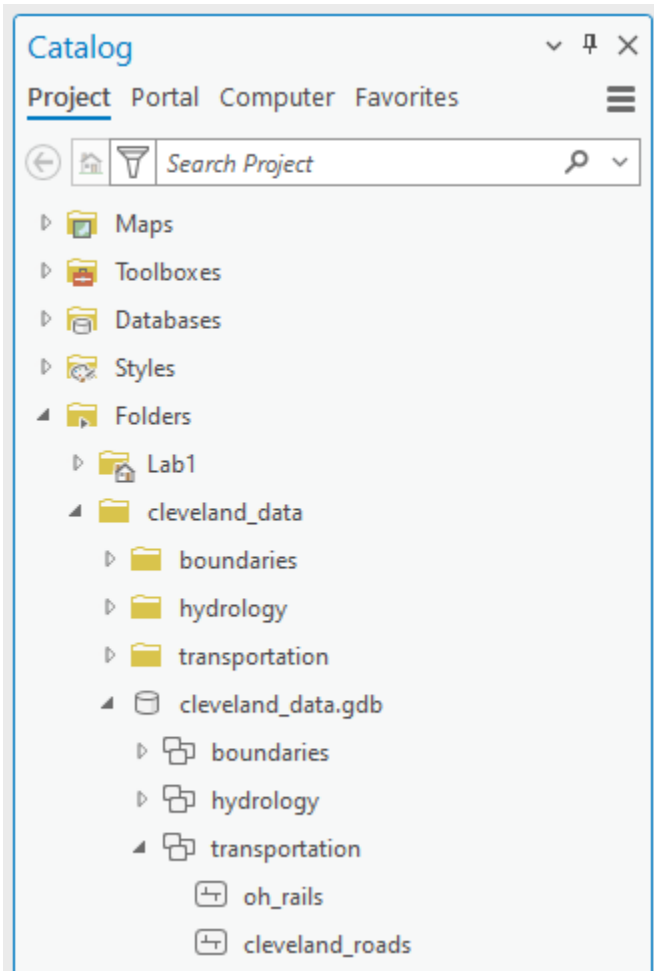 Catalog
Project Portal Computer Favorites
Search Project
Maps
Toolboxes
Databases
Styles
Folders
Lab1
cleveland_data
boundaries
hydrology
transportation
cleveland_data.gdb
boundaries
hydrology
transportation
oh_rails
cleveland_roads